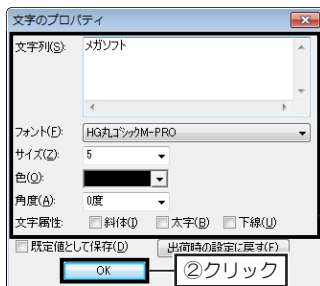 文字のプロパティ
文字列(S): メガソフト
フォント(F): HG丸ｺﾞｼｯｸM-PRO
サイズ(Z): 5
色(O):
角度(A): 0度
文字属性: 斜体(I) 太字(B) 下線(U)
既定値として保存(D) 出荷時の設定に戻す(E)
OK ②クリック